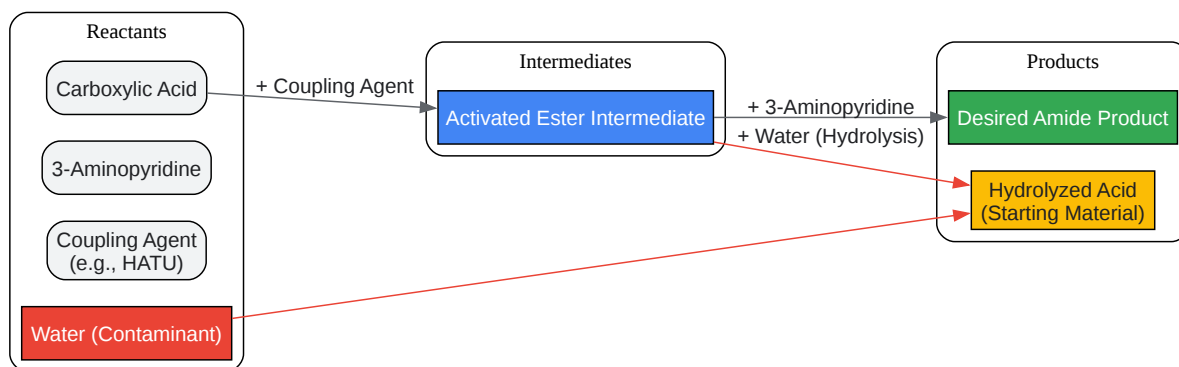 Reactants
Carboxylic Acid
3-Aminopyridine
Coupling Agent
(e.g., HATU)
Water (Contaminant)
+ Coupling Agent
Intermediates
Activated Ester Intermediate
+ 3-Aminopyridine
+ Water (Hydrolysis)
Products
Desired Amide Product
Hydrolyzed Acid
(Starting Material)